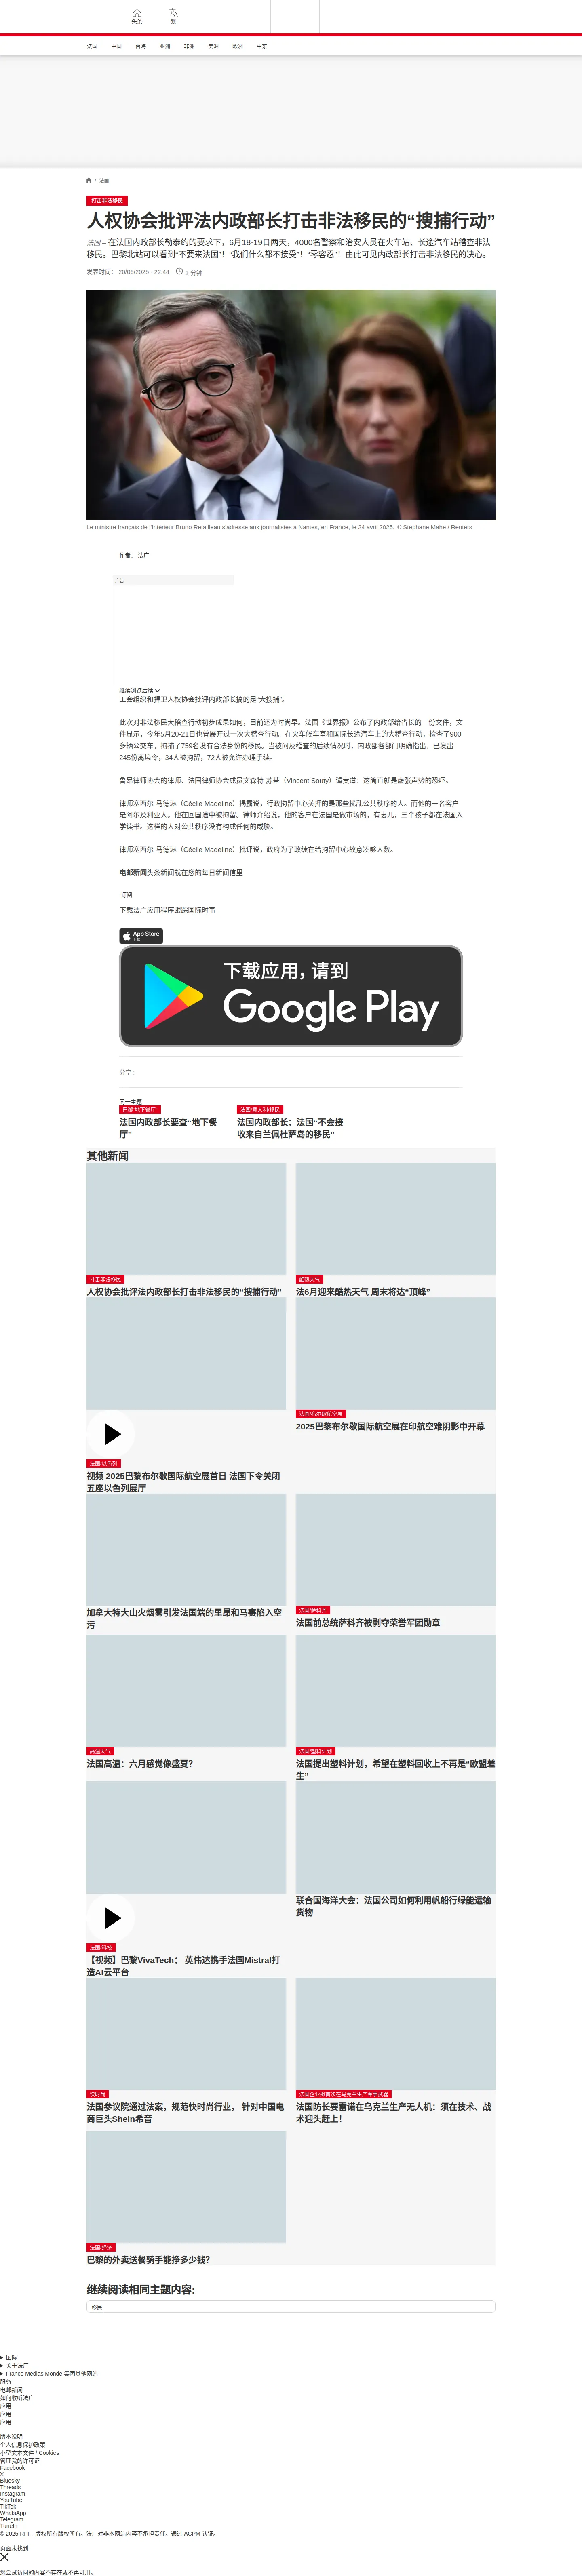 头条
繁
法国
中国
台海
亚洲
非洲
美洲
欧洲
中东
/ 法国
打击非法移民
人权协会批评法内政部长打击非法移民的“搜捕行动”
法国 – 在法国内政部长勒泰约的要求下，6月18-19日两天，4000名警察和治安人员在火车站、长途汽车站稽查非法
移民。巴黎北站可以看到“不要来法国”！“我们什么都不接受”！“零容忍”！由此可见内政部长打击非法移民的决心。
发表时间： 20/06/2025 - 22:44
3 分钟
Le ministre français de l'Intérieur Bruno Retailleau s'adresse aux journalistes à Nantes, en France, le 24 avril 2025. © Stephane Mahe / Reuters
作者： 法广
广告
继续浏览后续
工会组织和捍卫人权协会批评内政部长搞的是“大搜捕”。
此次对非法移民大稽查行动初步成果如何，目前还为时尚早。法国《世界报》公布了内政部给省长的一份文件，文
件显示，今年5月20-21日也曾展开过一次大稽查行动。在火车候车室和国际长途汽车上的大稽查行动，检查了900
多辆公交车，拘捕了759名没有合法身份的移民。当被问及稽查的后续情况时，内政部各部门明确指出，已发出
245份离境令，34人被拘留，72人被允许办理手续。
鲁昂律师协会的律师、法国律师协会成员文森特·苏蒂（Vincent Souty）谴责道：这简直就是虚张声势的恐吓。
律师塞西尔·马德琳（Cécile Madeline）揭露说，行政拘留中心关押的是那些扰乱公共秩序的人。而他的一名客户
是阿尔及利亚人。他在回国途中被拘留。律师介绍说，他的客户在法国是做市场的，有妻儿，三个孩子都在法国入
学读书。这样的人对公共秩序没有构成任何的威胁。
律师塞西尔·马德琳（Cécile Madeline）批评说，政府为了政绩在给拘留中心故意凑够人数。
电邮新闻头条新闻就在您的每日新闻信里
订阅
下载法广应用程序跟踪国际时事
App Store
下载
下载应用，请到
Google Play
分享 :
同一主题
巴黎“地下餐厅”
法国内政部长要查“地下餐
厅”
法国/意大利/移民
法国内政部长：法国“不会接
收来自兰佩杜萨岛的移民”
其他新闻
打击非法移民
人权协会批评法内政部长打击非法移民的“搜捕行动”
酷热天气
法6月迎来酷热天气 周末将达“顶峰”
法国/以色列
视频 2025巴黎布尔歇国际航空展首日 法国下令关闭
五座以色列展厅
法国/布尔歇航空展
2025巴黎布尔歇国际航空展在印航空难阴影中开幕
加拿大特大山火烟雾引发法国端的里昂和马赛陷入空
污
法国/萨科齐
法国前总统萨科齐被剥夺荣誉军团勋章
高温天气
法国高温：六月感觉像盛夏？
法国/塑料计划
法国提出塑料计划，希望在塑料回收上不再是“欧盟差
生”
法国/科技
【视频】巴黎VivaTech： 英伟达携手法国Mistral打
造AI云平台
联合国海洋大会：法国公司如何利用帆船行绿能运输
货物
快时尚
法国参议院通过法案，规范快时尚行业， 针对中国电
商巨头Shein希音
法国企业拟首次在乌克兰生产军事武器
法国防长要雷诺在乌克兰生产无人机：须在技术、战
术迎头赶上！
法国/经济
巴黎的外卖送餐骑手能挣多少钱？
继续阅读相同主题内容:
移民
国际
关于法广
France Médias Monde 集团其他网站
服务
电邮新闻
如何收听法广
应用
应用
应用
版本说明
个人信息保护政策
小型文本文件 / Cookies
管理我的许可证
Facebook
X
Bluesky
Threads
Instagram
YouTube
TikTok
WhatsApp
Telegram
TuneIn
© 2025 RFI – 版权所有版权所有。法广对非本网站内容不承担责任。通过 ACPM 认证。
页面未找到
您尝试访问的内容不存在或不再可用。